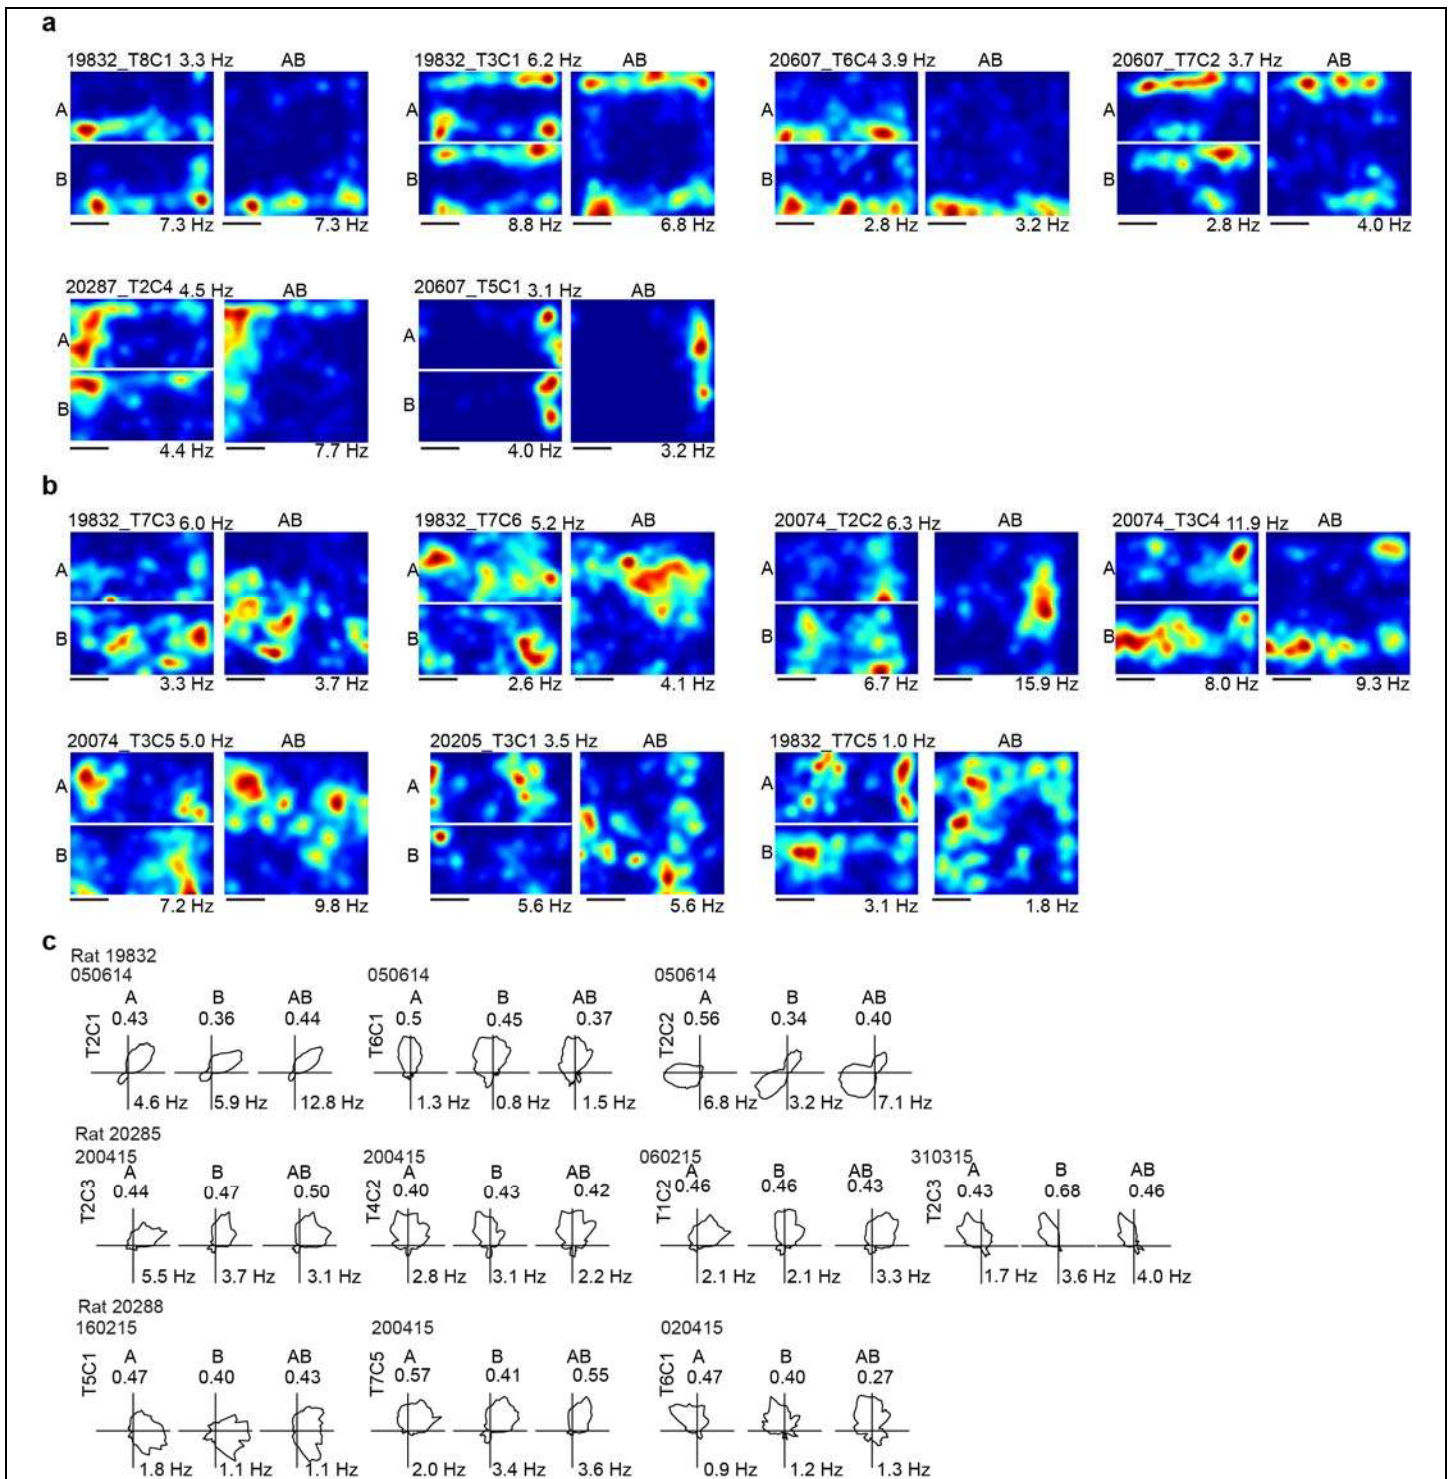 a
19832_T8C1 3.3 Hz AB 19832_T3C1 6.2 Hz AB 20607_T6C4 3.9 Hz AB 20607_T7C2 3.7 Hz AB
A A A A
B B B B
7.3 Hz 7.3 Hz 8.8 Hz 6.8 Hz 2.8 Hz 3.2 Hz 2.8 Hz 4.0 Hz
20287_T2C4 4.5 Hz AB 20607_T5C1 3.1 Hz AB
A A
B B
4.4 Hz 7.7 Hz 4.0 Hz 3.2 Hz
b
19832_T7C3 6.0 Hz AB 19832_T7C6 5.2 Hz AB 20074_T2C2 6.3 Hz AB 20074_T3C4 11.9 Hz AB
A A A A
B B B B
3.3 Hz 3.7 Hz 2.6 Hz 4.1 Hz 6.7 Hz 15.9 Hz 8.0 Hz 9.3 Hz
20074_T3C5 5.0 Hz AB 20205_T3C1 3.5 Hz AB 19832_T7C5 1.0 Hz AB
A A A
B B B
7.2 Hz 9.8 Hz 5.6 Hz 5.6 Hz 3.1 Hz 1.8 Hz
c
Rat 19832
050614 050614 050614
A B AB A B AB A B AB
0.43 0.36 0.44 0.5 0.45 0.37 0.56 0.34 0.40
T2C1 T6C1 T2C2
4.6 Hz 5.9 Hz 12.8 Hz 1.3 Hz 0.8 Hz 1.5 Hz 6.8 Hz 3.2 Hz 7.1 Hz
Rat 20285
200415 200415 060215 310315
A B AB A B AB A B AB A B AB
0.44 0.47 0.50 0.40 0.43 0.42 0.46 0.46 0.43 0.43 0.68 0.46
T2C3 T4C2 T1C2 T2C3
5.5 Hz 3.7 Hz 3.1 Hz 2.8 Hz 3.1 Hz 2.2 Hz 2.1 Hz 2.1 Hz 3.3 Hz 1.7 Hz 3.6 Hz 4.0 Hz
Rat 20288
160215 200415 020415
A B AB A B AB A B AB
0.47 0.40 0.43 0.57 0.41 0.55 0.47 0.40 0.27
T5C1 T7C5 T6C1
1.8 Hz 1.1 Hz 1.1 Hz 2.0 Hz 3.4 Hz 3.6 Hz 0.9 Hz 1.2 Hz 1.3 Hz